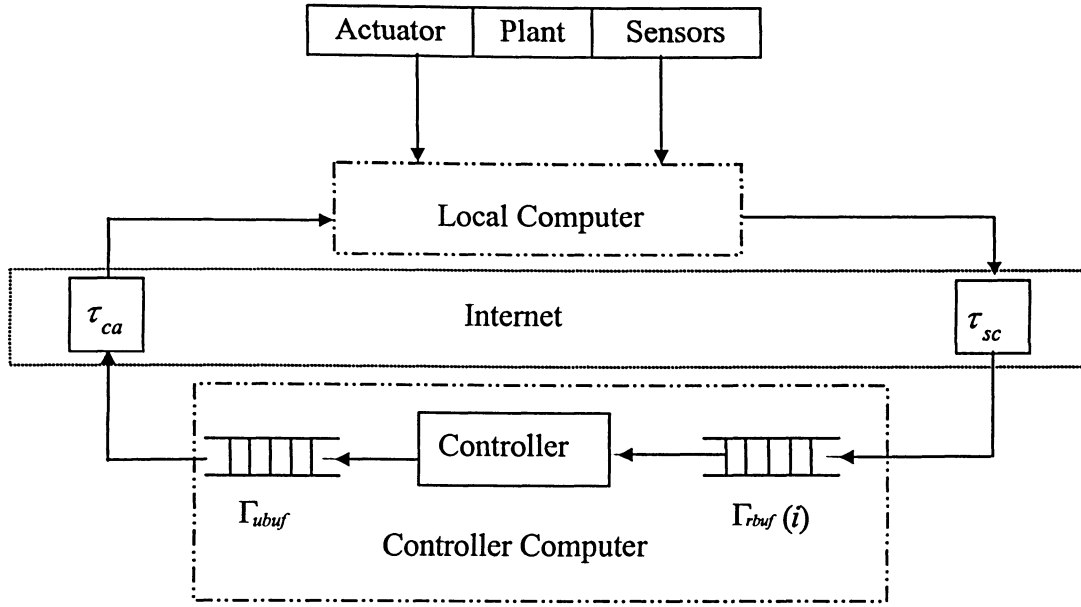 Actuator Plant Sensors
Local Computer
τca Internet τsc
Controller
Γubuf Γrbuf (i)
Controller Computer